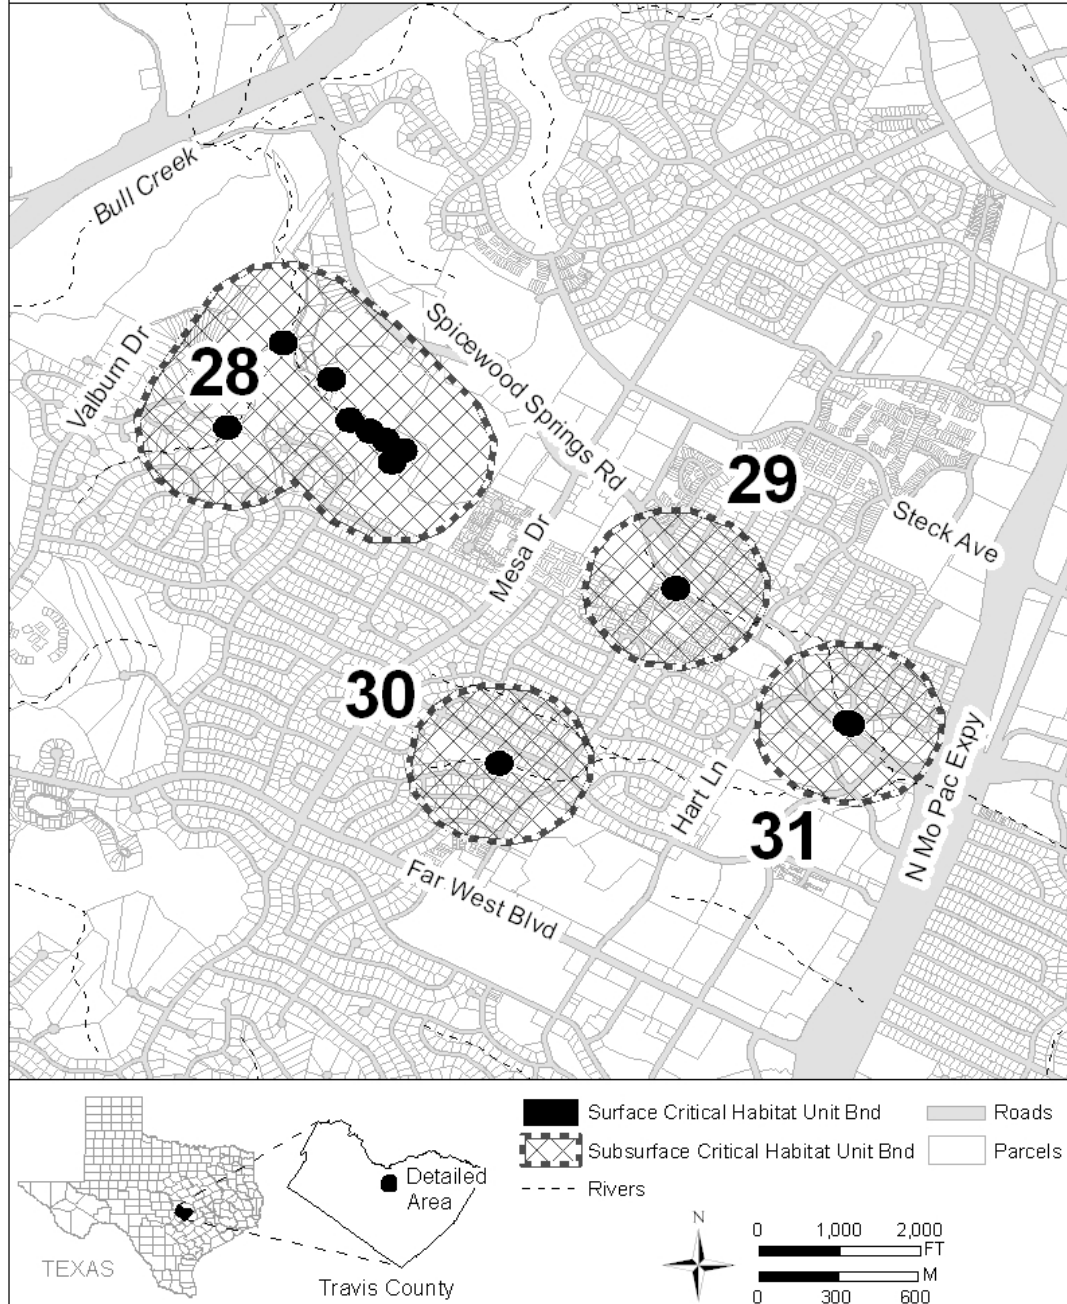 Bull Creek
Valburn Dr
28
Spicewood Springs Rd
29
Steck Ave
Mesa Dr
30
Hart Ln
31
N Mo Pac Expy
Far West Blvd
Surface Critical Habitat Unit Bnd
Roads
Subsurface Critical Habitat Unit Bnd
Parcels
Rivers
Detailed
Area
TEXAS
Travis County
N
0 1,000 2,000
FT
M
0 300 600